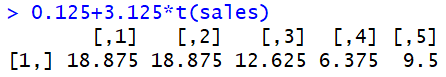 > 0.125+3.125*t(sales)
[,1] [,2] [,3] [,4] [,5]
[1,] 18.875 18.875 12.625 6.375 9.5